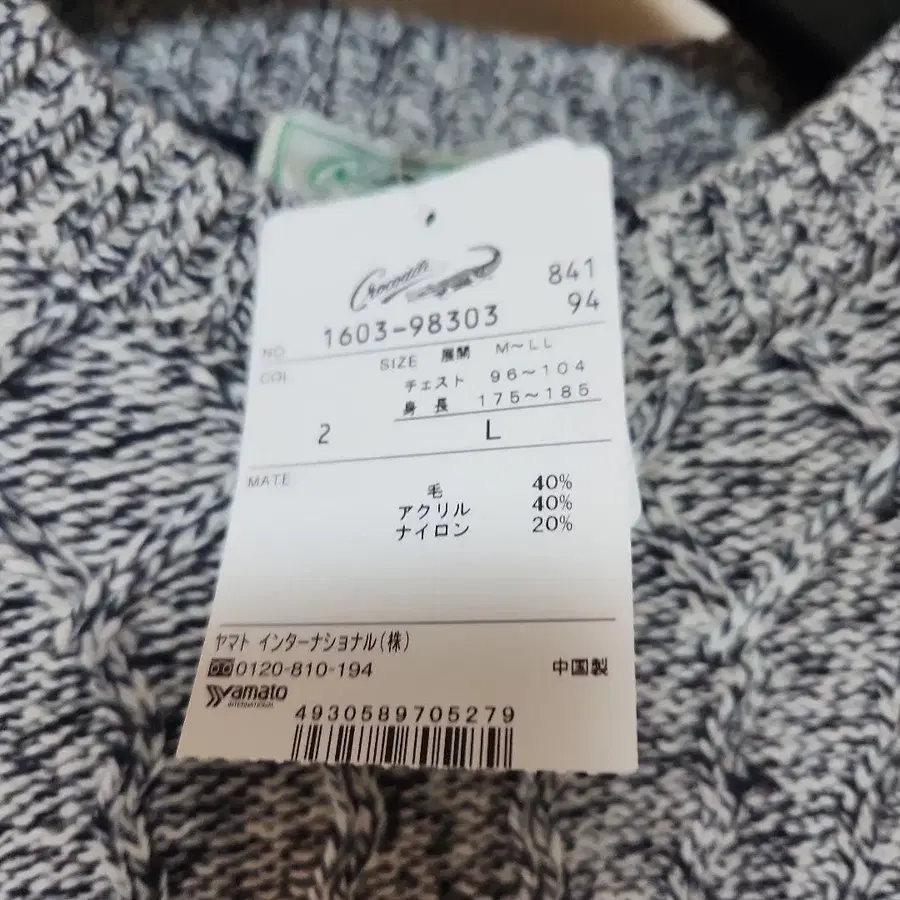 Crocodile
841
NO. 1603-98303 94
COL. SIZE 展開 M〜LL
チェスト 96〜104
身長 175〜185
2 L
MATE
毛 40%
アクリル 40%
ナイロン 20%
ヤマト インターナショナル(株)
0120-810-194 中国製
Yamato
INTERNATIONAL
4930589705279